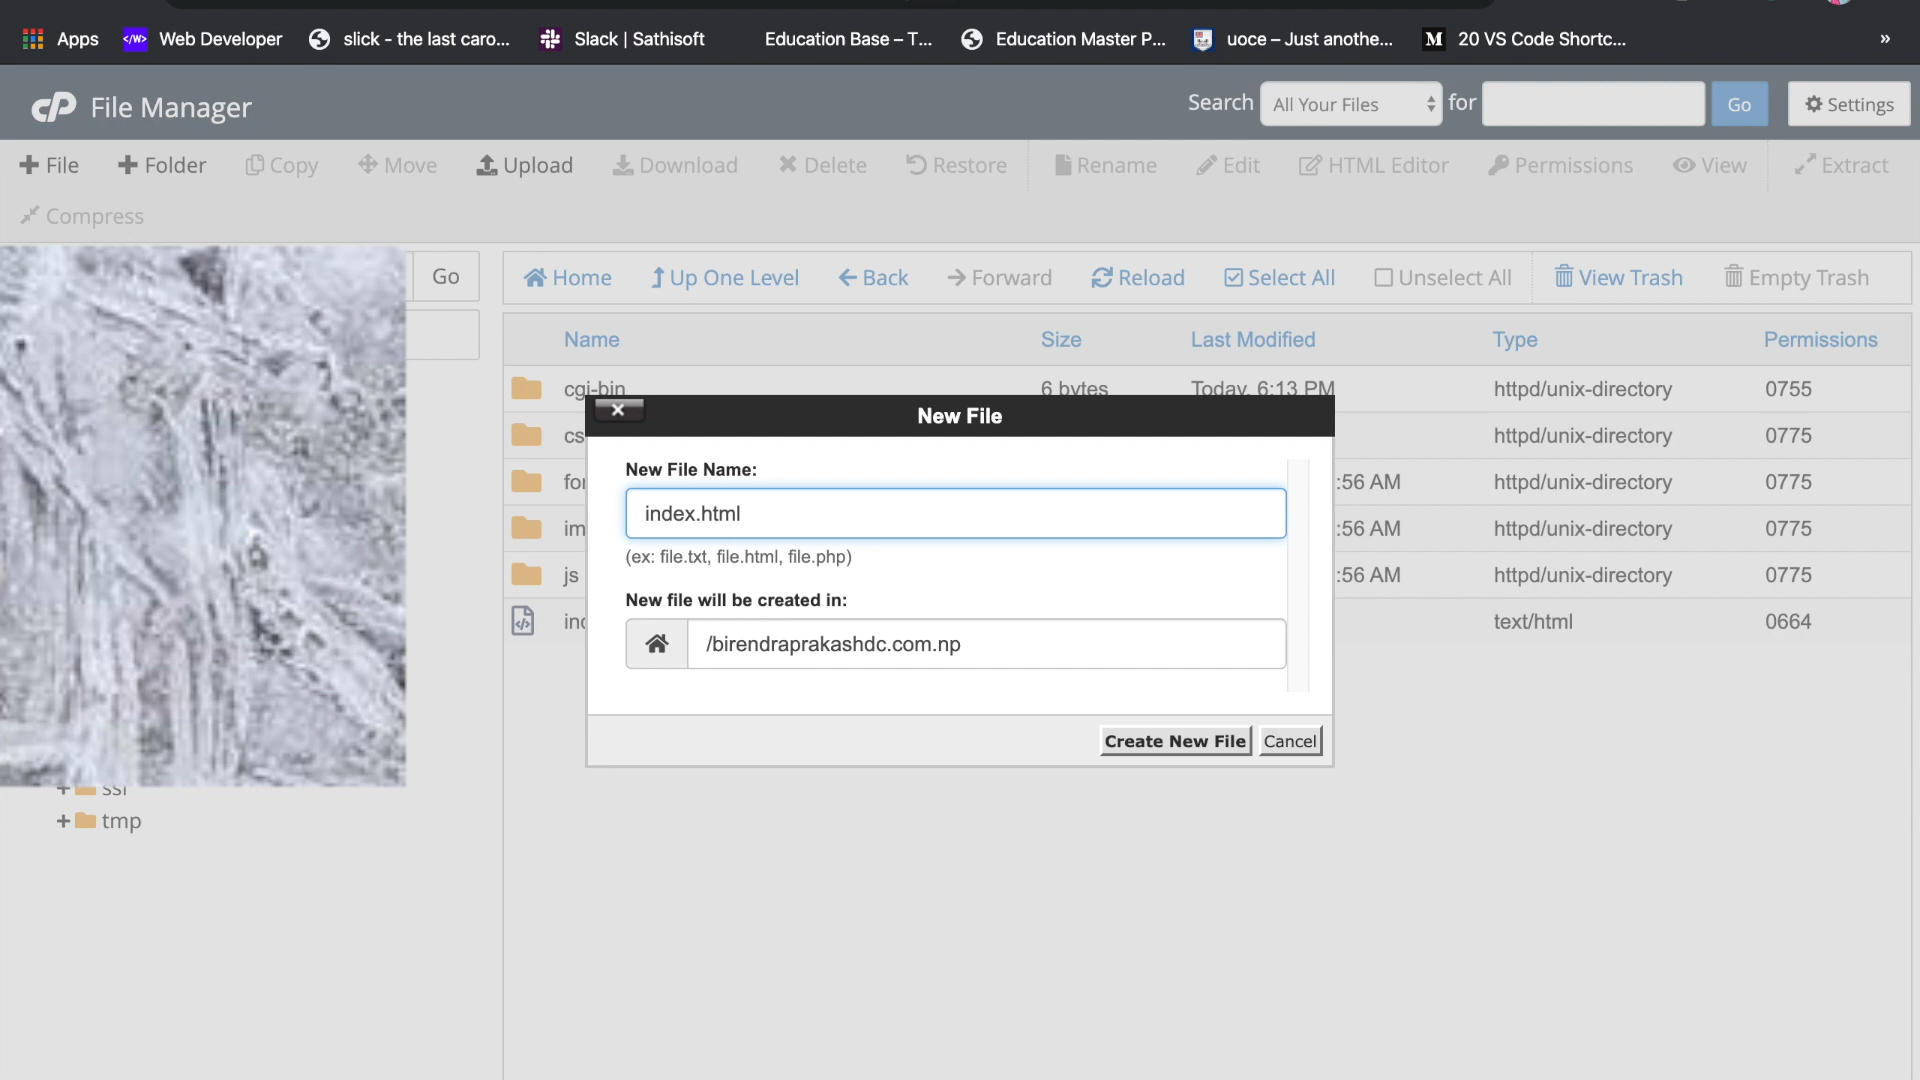 Apps Web Developer slick - the last caro... Slack | Sathisoft Education Base – T... Education Master P... uoce – Just anothe... M 20 VS Code Shortc... »
cP File Manager Search All Your Files for Go Settings
File Folder Copy Move Upload Download Delete Restore Rename Edit HTML Editor Permissions View Extract
Compress
Go Home Up One Level Back Forward Reload Select All Unselect All View Trash Empty Trash
Name Size Last Modified Type Permissions
cgi-bin 6 bytes Today, 6:13 PM httpd/unix-directory 0755
cs httpd/unix-directory 0775
for :56 AM httpd/unix-directory 0775
im :56 AM httpd/unix-directory 0775
js :56 AM httpd/unix-directory 0775
ind text/html 0664
New File
New File Name:
index.html
(ex: file.txt, file.html, file.php)
New file will be created in:
/birendraprakashdc.com.np
Create New File Cancel
ssl
tmp